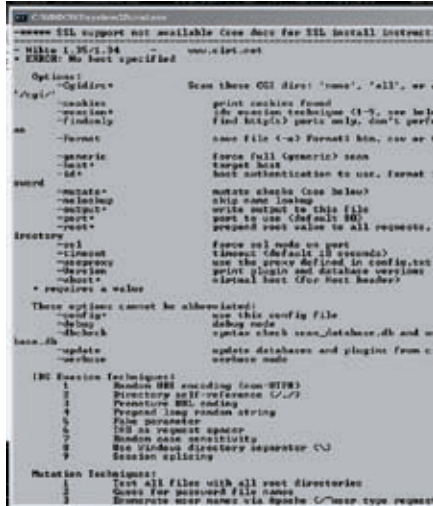 C:\WINDOWS\System32\cmd.exe
-***** SSL support not available (see docs for SSL install instruct
- Nikto 1.35/1.34 - www.cirt.net
+ ERROR: No host specified
Options:
-Cgidirs+ Scan these CGI dirs: 'none', 'all', or a
'/cgi/'
-cookies print cookies found
-evasion+ ids evasion technique (1-9, see belo
-findonly find http(s) ports only, don't perfo
an
-Format save file (-o) Format: htm, csv or
-generic force full (generic) scan
-host+ target host
-id+ host authentication to use, format i
sword
-mutate+ mutate checks (see below)
-nolookup skip name lookup
-output+ write output to this file
-port+ port to use (default 80)
-root+ prepend root value to all requests,
irectory
-ssl force ssl mode on port
-timeout timeout (default 10 seconds)
-useproxy use the proxy defined in config.txt
-Version print plugin and database versions
-vhost+ virtual host (for Host header)
+ requires a value
These options cannot be abbreviated:
-config+ use this config file
-debug debug mode
-dbcheck syntax check scan_database.db and u
base.db
-update update databases and plugins from c
-verbose verbose mode
IDS Evasion Techniques:
1 Random URI encoding (non-UTF8)
2 Directory self-reference (/./)
3 Premature URL ending
4 Prepend long random string
5 Fake parameter
6 TAB as request spacer
7 Random case sensitivity
8 Use Windows directory separator (\)
9 Session splicing
Mutation Techniques:
1 Test all files with all root directories
2 Guess for password file names
3 Enumerate user names via Apache (/~user type request